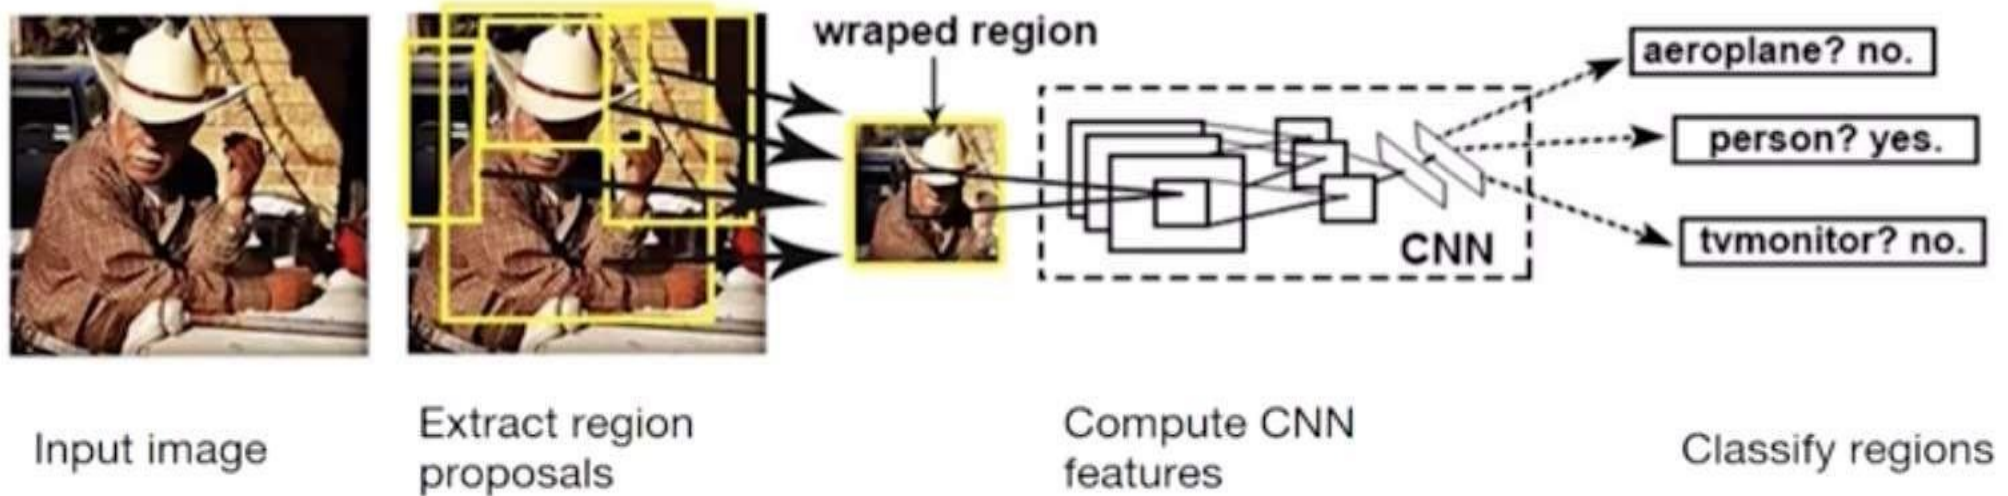 wraped region
aeroplane? no.
person? yes.
tvmonitor? no.
CNN
Input image
Extract region
proposals
Compute CNN
features
Classify regions